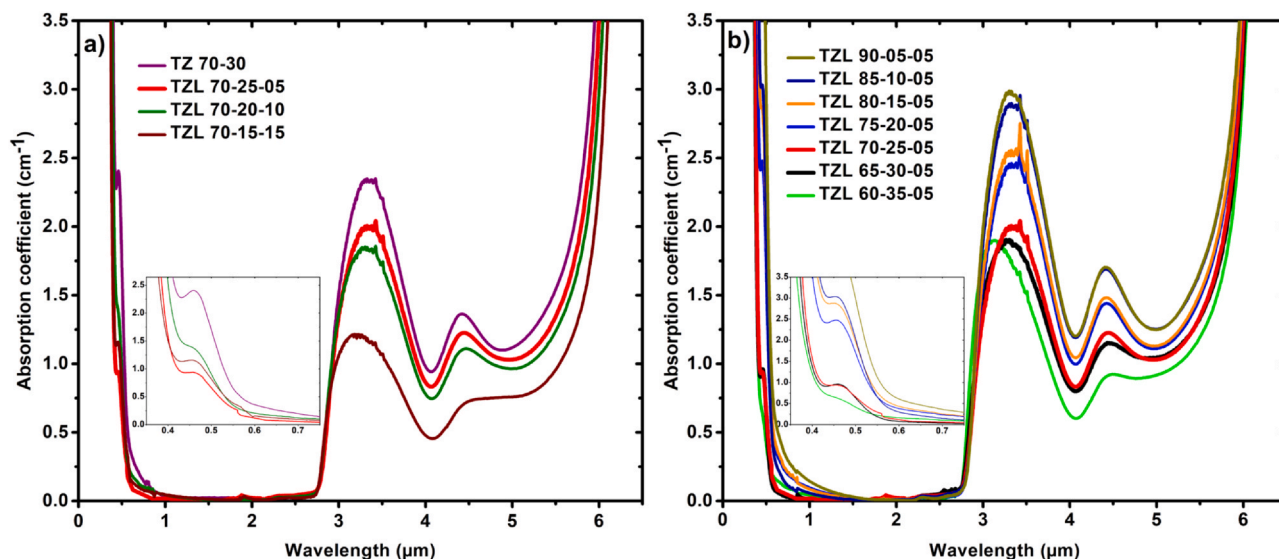 a)
TZ 70-30
TZL 70-25-05
TZL 70-20-10
TZL 70-15-15
Absorption coefficient (cm⁻¹)
3.5
3.0
2.5
2.0
1.5
1.0
0.5
0.0
2.5
2.0
1.5
1.0
0.5
0.0
0.4 0.5 0.6 0.7
0 1 2 3 4 5 6
Wavelength (µm)
b)
TZL 90-05-05
TZL 85-10-05
TZL 80-15-05
TZL 75-20-05
TZL 70-25-05
TZL 65-30-05
TZL 60-35-05
Absorption coefficient (cm⁻¹)
3.5
3.0
2.5
2.0
1.5
1.0
0.5
0.0
3.5
3.0
2.5
2.0
1.5
1.0
0.5
0.0
0.4 0.5 0.6 0.7
0 1 2 3 4 5 6
Wavelength (µm)